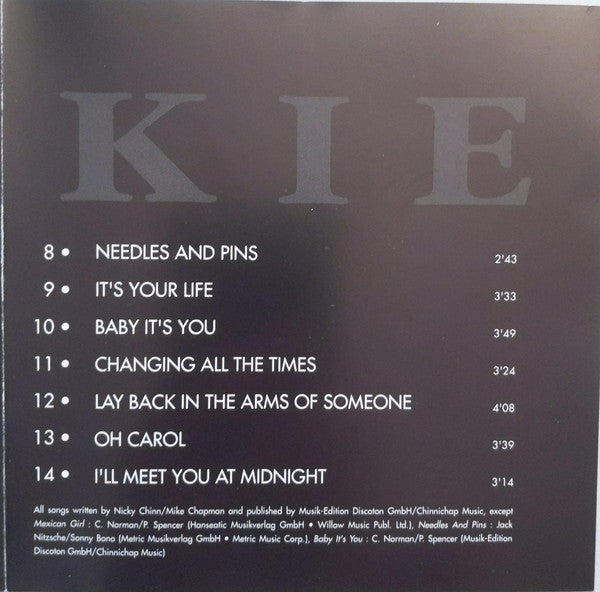 KIE
8 • NEEDLES AND PINS 2'43
9 • IT'S YOUR LIFE 3'33
10 • BABY IT'S YOU 3'49
11 • CHANGING ALL THE TIMES 3'24
12 • LAY BACK IN THE ARMS OF SOMEONE 4'08
13 • OH CAROL 3'39
14 • I'LL MEET YOU AT MIDNIGHT 3'14
All songs written by Nicky Chinn/Mike Chapman and published by Musik-Edition Discoton GmbH/Chinnichap Music, except
Mexican Girl : C. Norman/P. Spencer (Hanseatic Musikverlag GmbH • Willow Music Publ. Ltd.), Needles And Pins : Jack
Nitzsche/Sonny Bono (Metric Musikverlag GmbH • Metric Music Corp.), Baby It's You : C. Norman/P. Spencer (Musik-Edition
Discoton GmbH/Chinnichap Music)